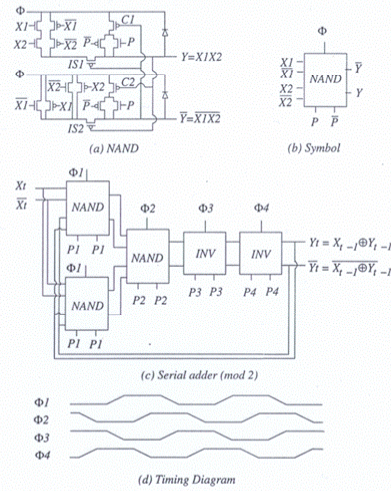 Φ
X1 X̅1̅ C1
X2 X̅2̅ P̅ P
Y=X1X2
IS1
Φ
X̅2̅ X2 C2
X̅1̅ X1 P̅ P
Y̅=X̅1̅X̅2̅
IS2
(a) NAND
Φ
X1
X̅1̅
X2
X̅2̅
NAND
Y̅
Y
P P̅
(b) Symbol
Xt
X̅t̅
Φ1
NAND
P1 P1
Φ1
NAND
P1 P1
Φ2
NAND
P2 P2
Φ3
INV
P3 P3
Φ4
INV
P4 P4
Yt = Xt −1⊕Yt −1
Y̅t = X̅t −1⊕Y̅t −1
(c) Serial adder (mod 2)
Φ1
Φ2
Φ3
Φ4
(d) Timing Diagram